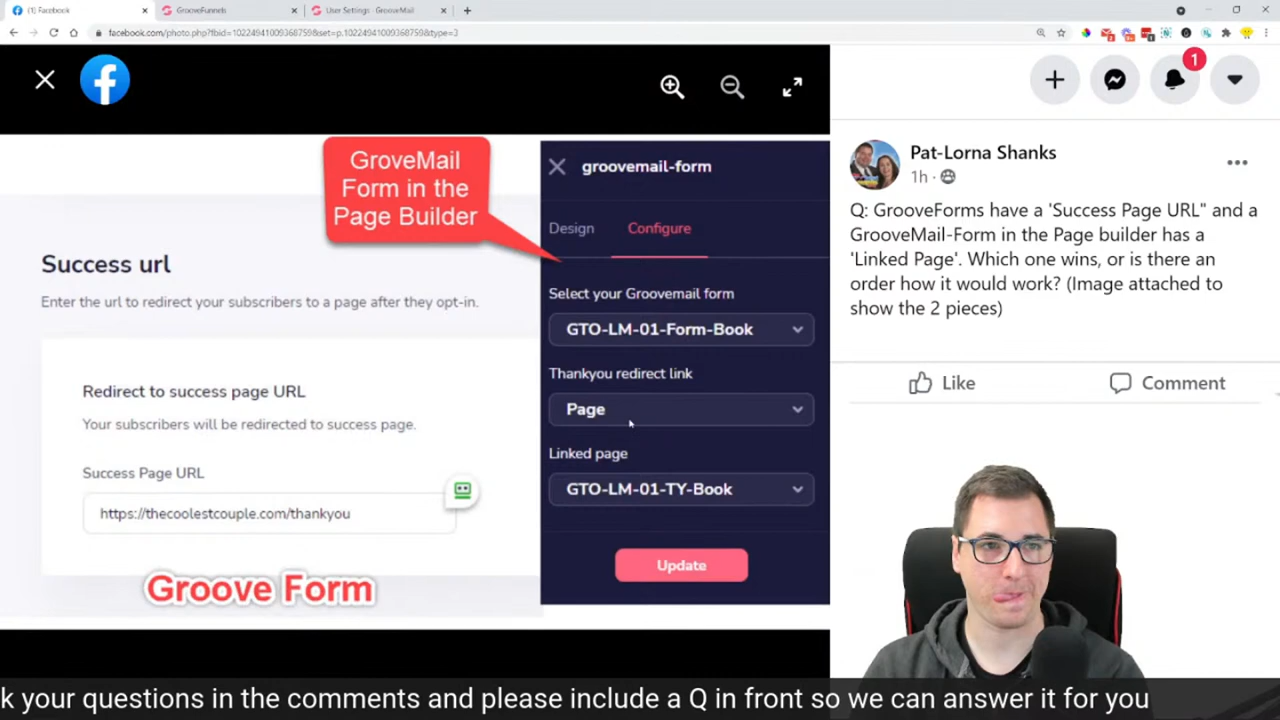 (1) Facebook
GrooveFunnels
User Settings - GrooveMail
facebook.com/photo.php?fbid=10224941009368759&set=p.10224941009368759&type=3
1
GroveMail
Form in the
Page Builder
Success url
Enter the url to redirect your subscribers to a page after they opt-in.
Redirect to success page URL
Your subscribers will be redirected to success page.
Success Page URL
https://thecoolestcouple.com/thankyou
Groove Form
groovemail-form
Design
Configure
Select your Groovemail form
GTO-LM-01-Form-Book
Thankyou redirect link
Page
Linked page
GTO-LM-01-TY-Book
Update
Pat-Lorna Shanks
1h
Q: GrooveForms have a 'Success Page URL" and a
GrooveMail-Form in the Page builder has a
'Linked Page'. Which one wins, or is there an
order how it would work? (Image attached to
show the 2 pieces)
Like
Comment
k your questions in the comments and please include a Q in front so we can answer it for you